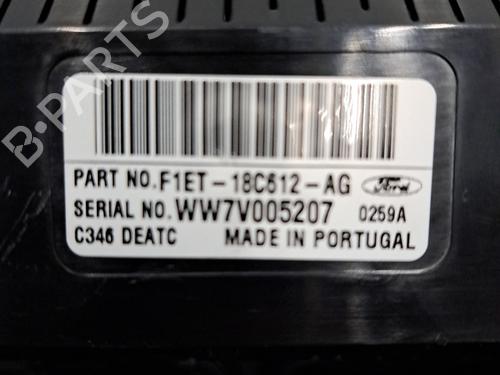 B-PARTS
PART NO.F1ET-18C612-AG Ford
SERIAL NO.WW7V005207 0259A
C346 DEATC MADE IN PORTUGAL